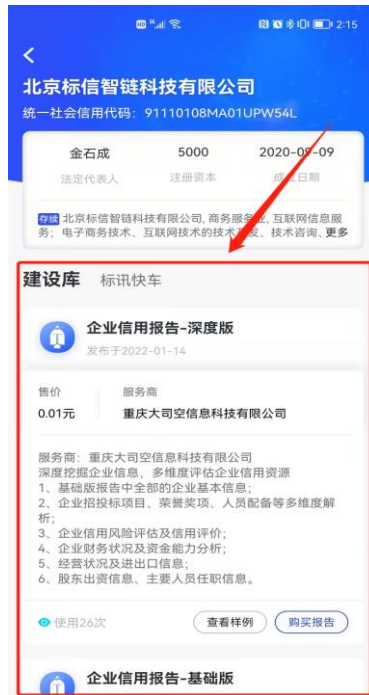 HD 5G 2:15
北京标信智链科技有限公司
统一社会信用代码: 91110108MA01UPW54L
金石成 5000 2020-09-09
法定代表人 注册资本 成立日期
存续 北京标信智链科技有限公司, 商务服务业, 互联网信息服
务; 电子商务技术、互联网技术的技术开发、技术咨询、更多
建设库 标讯快车
企业信用报告-深度版
发布于2022-01-14
售价 服务商
0.01元 重庆大司空信息科技有限公司
服务商: 重庆大司空信息科技有限公司
深度挖掘企业信息, 多维度评估企业信用资源
1、基础版报告中全部的企业基本信息;
2、企业招投标项目、荣誉奖项、人员配备等多维度解
析;
3、企业信用风险评估及信用评价;
4、企业财务状况及资金能力分析;
5、经营状况及进出口信息;
6、股东出资信息、主要人员任职信息。
使用26次 查看样例 购买报告
企业信用报告-基础版